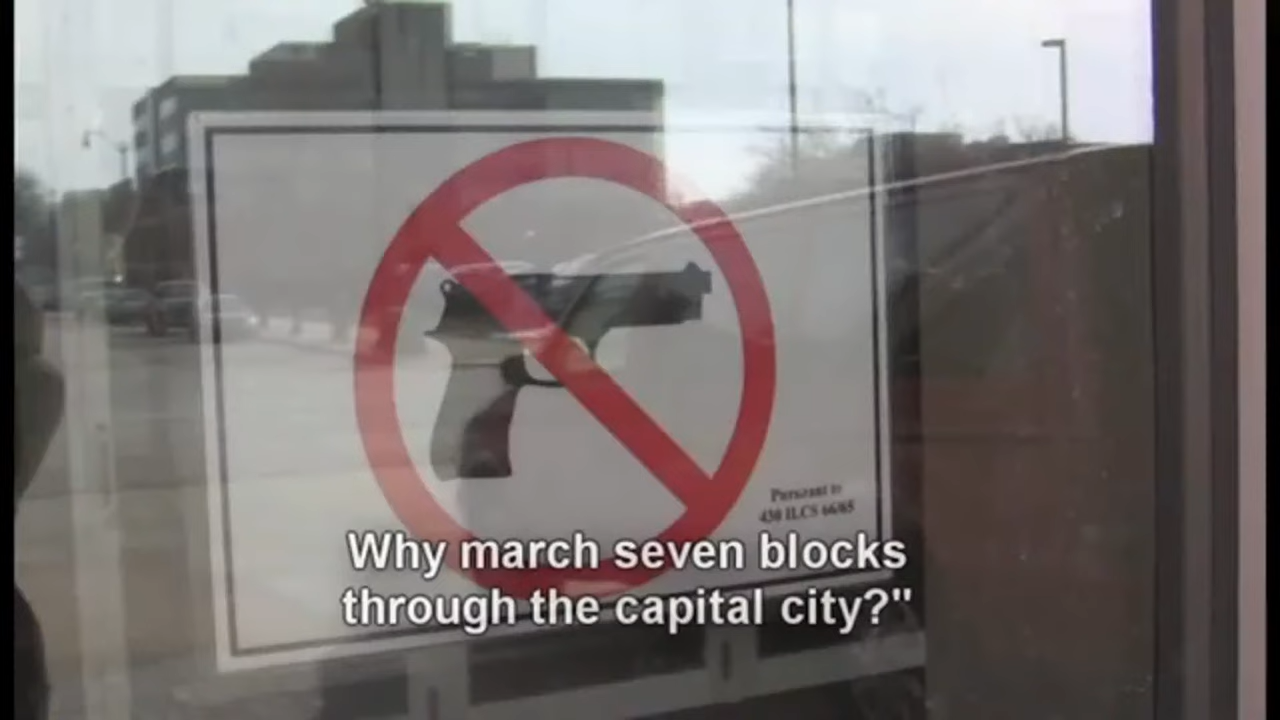 Pursuant to
430 ILCS 66/65
Why march seven blocks
through the capital city?"